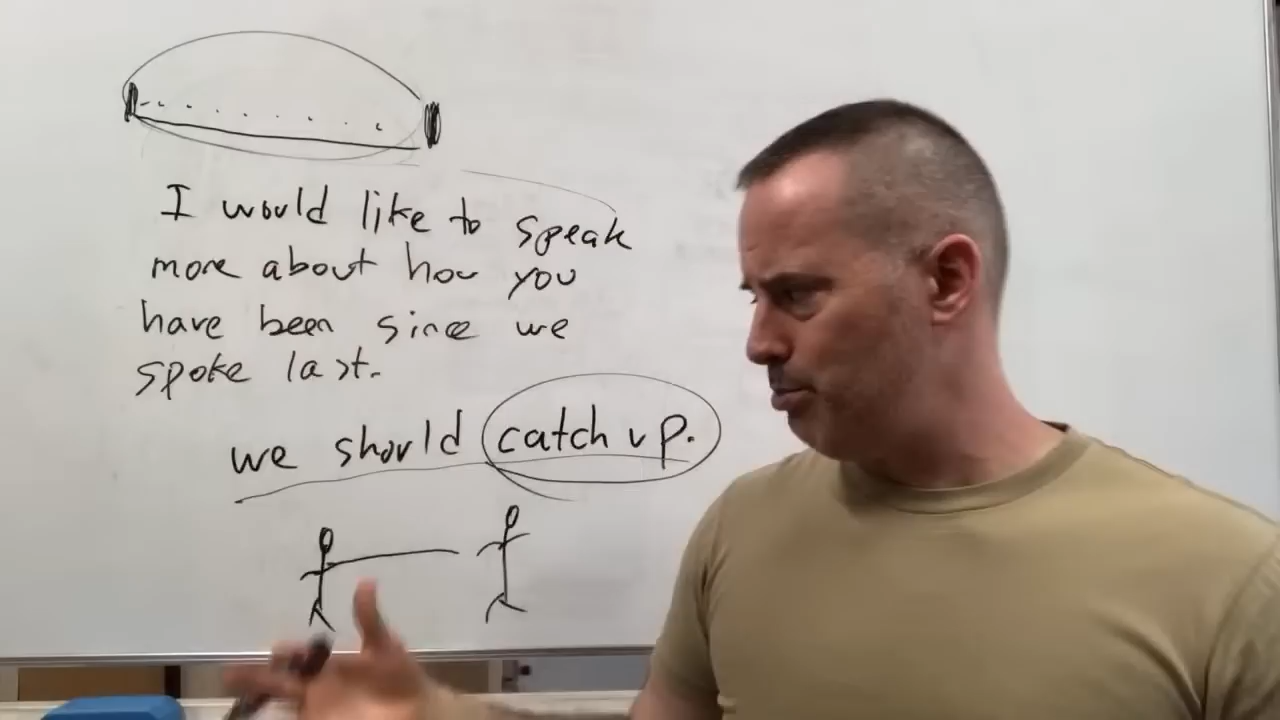 I would like to speak
more about how you
have been since we
spoke last.
we should catch up.